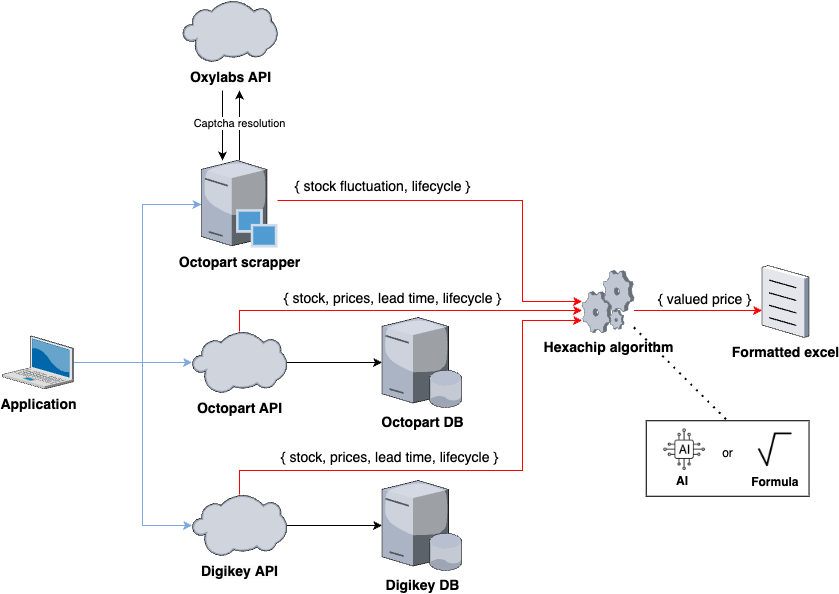 Oxylabs API
Captcha resolution
{ stock fluctuation, lifecycle }
Octopart scrapper
{ stock, prices, lead time, lifecycle }
{ valued price }
Hexachip algorithm
Formatted excel
Application
Octopart API
Octopart DB
AI
or
AI
Formula
{ stock, prices, lead time, lifecycle }
Digikey API
Digikey DB